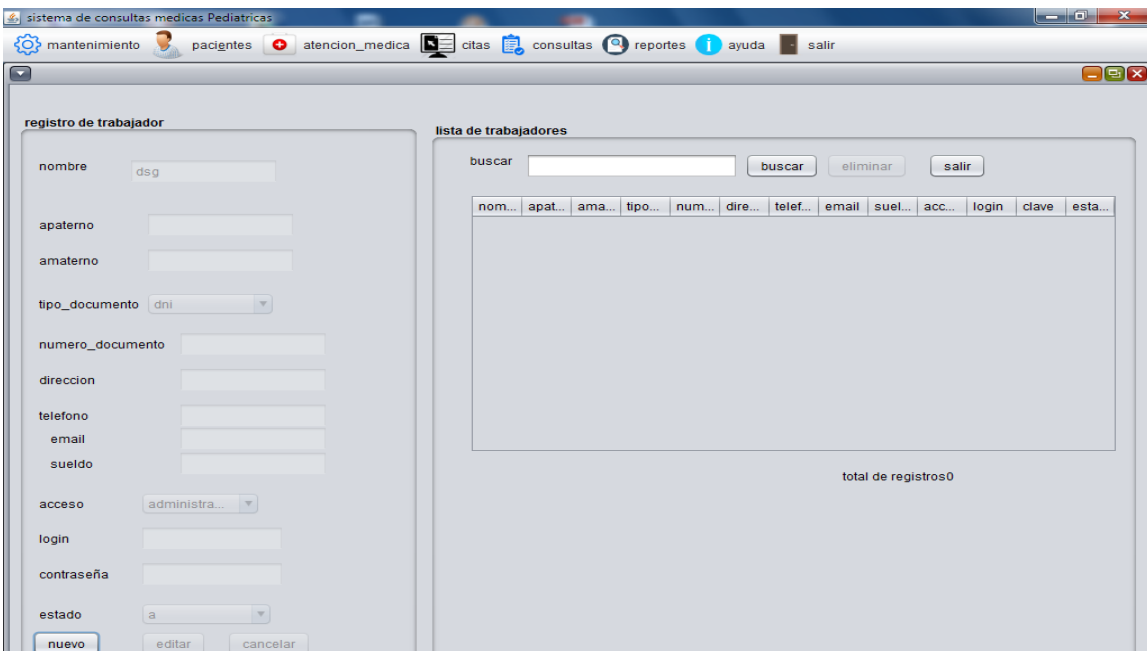 sistema de consultas medicas Pediatricas
mantenimiento pacientes atencion_medica citas consultas reportes ayuda salir
registro de trabajador
nombre dsg
apaterno
amaterno
tipo_documento dni
numero_documento
direccion
telefono
email
sueldo
acceso administra...
login
contraseña
estado a
nuevo editar cancelar
lista de trabajadores
buscar buscar eliminar salir
nom... apat... ama... tipo... num... dire... telef... email suel... acc... login clave esta...
total de registros0